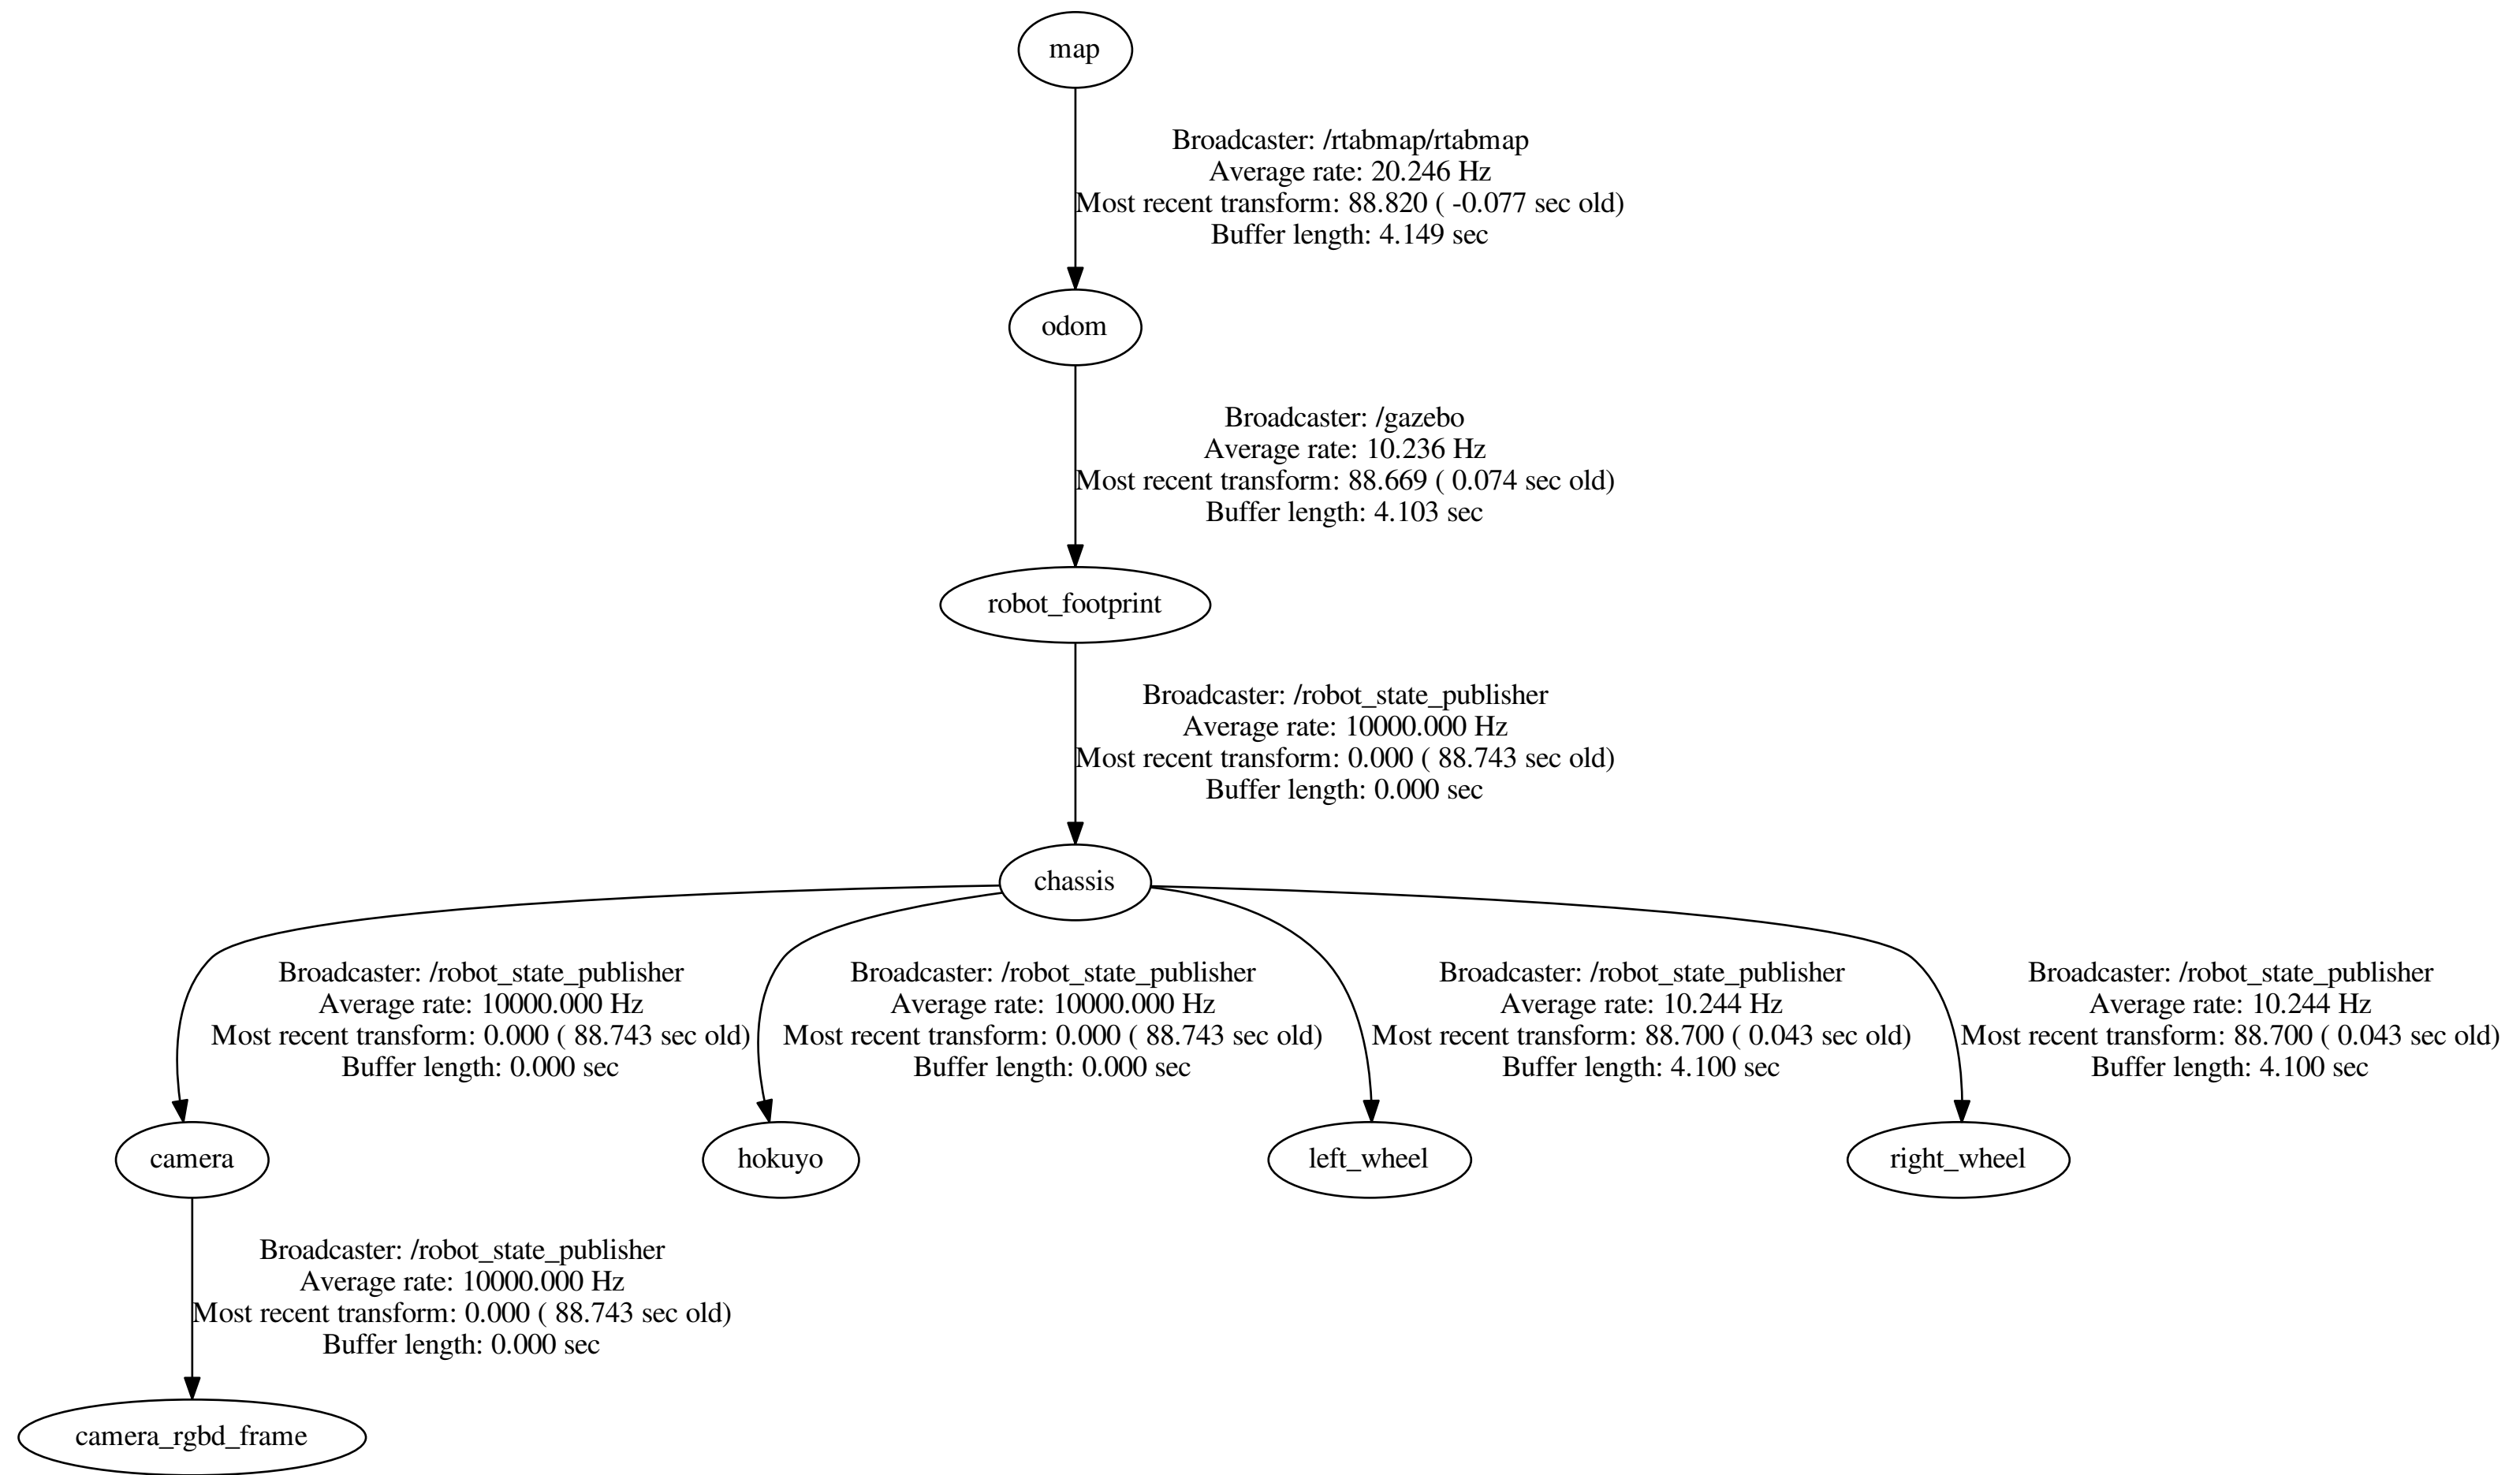 map
Broadcaster: /rtabmap/rtabmap
Average rate: 20.246 Hz
Most recent transform: 88.820 ( -0.077 sec old)
Buffer length: 4.149 sec
odom
Broadcaster: /gazebo
Average rate: 10.236 Hz
Most recent transform: 88.669 ( 0.074 sec old)
Buffer length: 4.103 sec
robot_footprint
Broadcaster: /robot_state_publisher
Average rate: 10000.000 Hz
Most recent transform: 0.000 ( 88.743 sec old)
Buffer length: 0.000 sec
chassis
Broadcaster: /robot_state_publisher
Average rate: 10000.000 Hz
Most recent transform: 0.000 ( 88.743 sec old)
Buffer length: 0.000 sec
Broadcaster: /robot_state_publisher
Average rate: 10000.000 Hz
Most recent transform: 0.000 ( 88.743 sec old)
Buffer length: 0.000 sec
Broadcaster: /robot_state_publisher
Average rate: 10.244 Hz
Most recent transform: 88.700 ( 0.043 sec old)
Buffer length: 4.100 sec
Broadcaster: /robot_state_publisher
Average rate: 10.244 Hz
Most recent transform: 88.700 ( 0.043 sec old)
Buffer length: 4.100 sec
camera
hokuyo
left_wheel
right_wheel
Broadcaster: /robot_state_publisher
Average rate: 10000.000 Hz
Most recent transform: 0.000 ( 88.743 sec old)
Buffer length: 0.000 sec
camera_rgbd_frame